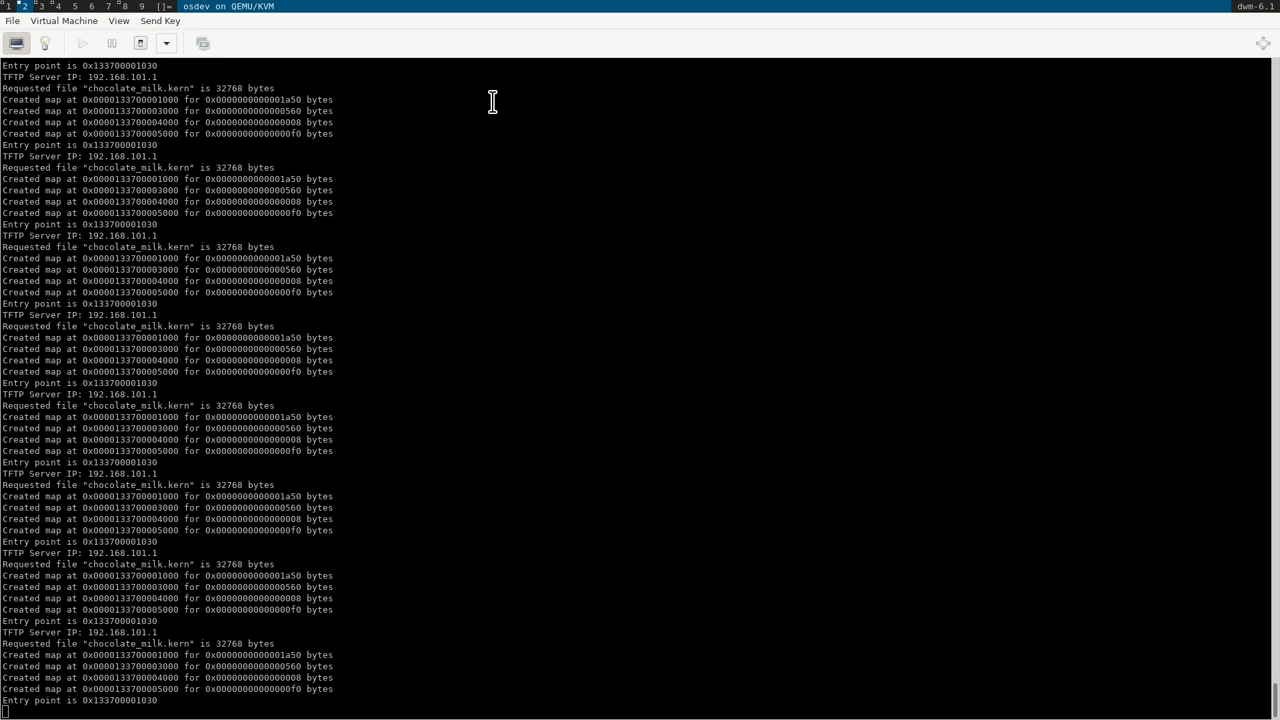 1 2 3 4 5 6 7 8 9 []= osdev on QEMU/KVM dwm-6.1
File Virtual Machine View Send Key
Entry point is 0x133700001030
TFTP Server IP: 192.168.101.1
Requested file "chocolate_milk.kern" is 32768 bytes
Created map at 0x0000133700001000 for 0x0000000000001a50 bytes
Created map at 0x0000133700003000 for 0x0000000000000560 bytes
Created map at 0x0000133700004000 for 0x0000000000000008 bytes
Created map at 0x0000133700005000 for 0x00000000000000f0 bytes
Entry point is 0x133700001030
TFTP Server IP: 192.168.101.1
Requested file "chocolate_milk.kern" is 32768 bytes
Created map at 0x0000133700001000 for 0x0000000000001a50 bytes
Created map at 0x0000133700003000 for 0x0000000000000560 bytes
Created map at 0x0000133700004000 for 0x0000000000000008 bytes
Created map at 0x0000133700005000 for 0x00000000000000f0 bytes
Entry point is 0x133700001030
TFTP Server IP: 192.168.101.1
Requested file "chocolate_milk.kern" is 32768 bytes
Created map at 0x0000133700001000 for 0x0000000000001a50 bytes
Created map at 0x0000133700003000 for 0x0000000000000560 bytes
Created map at 0x0000133700004000 for 0x0000000000000008 bytes
Created map at 0x0000133700005000 for 0x00000000000000f0 bytes
Entry point is 0x133700001030
TFTP Server IP: 192.168.101.1
Requested file "chocolate_milk.kern" is 32768 bytes
Created map at 0x0000133700001000 for 0x0000000000001a50 bytes
Created map at 0x0000133700003000 for 0x0000000000000560 bytes
Created map at 0x0000133700004000 for 0x0000000000000008 bytes
Created map at 0x0000133700005000 for 0x00000000000000f0 bytes
Entry point is 0x133700001030
TFTP Server IP: 192.168.101.1
Requested file "chocolate_milk.kern" is 32768 bytes
Created map at 0x0000133700001000 for 0x0000000000001a50 bytes
Created map at 0x0000133700003000 for 0x0000000000000560 bytes
Created map at 0x0000133700004000 for 0x0000000000000008 bytes
Created map at 0x0000133700005000 for 0x00000000000000f0 bytes
Entry point is 0x133700001030
TFTP Server IP: 192.168.101.1
Requested file "chocolate_milk.kern" is 32768 bytes
Created map at 0x0000133700001000 for 0x0000000000001a50 bytes
Created map at 0x0000133700003000 for 0x0000000000000560 bytes
Created map at 0x0000133700004000 for 0x0000000000000008 bytes
Created map at 0x0000133700005000 for 0x00000000000000f0 bytes
Entry point is 0x133700001030
TFTP Server IP: 192.168.101.1
Requested file "chocolate_milk.kern" is 32768 bytes
Created map at 0x0000133700001000 for 0x0000000000001a50 bytes
Created map at 0x0000133700003000 for 0x0000000000000560 bytes
Created map at 0x0000133700004000 for 0x0000000000000008 bytes
Created map at 0x0000133700005000 for 0x00000000000000f0 bytes
Entry point is 0x133700001030
TFTP Server IP: 192.168.101.1
Requested file "chocolate_milk.kern" is 32768 bytes
Created map at 0x0000133700001000 for 0x0000000000001a50 bytes
Created map at 0x0000133700003000 for 0x0000000000000560 bytes
Created map at 0x0000133700004000 for 0x0000000000000008 bytes
Created map at 0x0000133700005000 for 0x00000000000000f0 bytes
Entry point is 0x133700001030